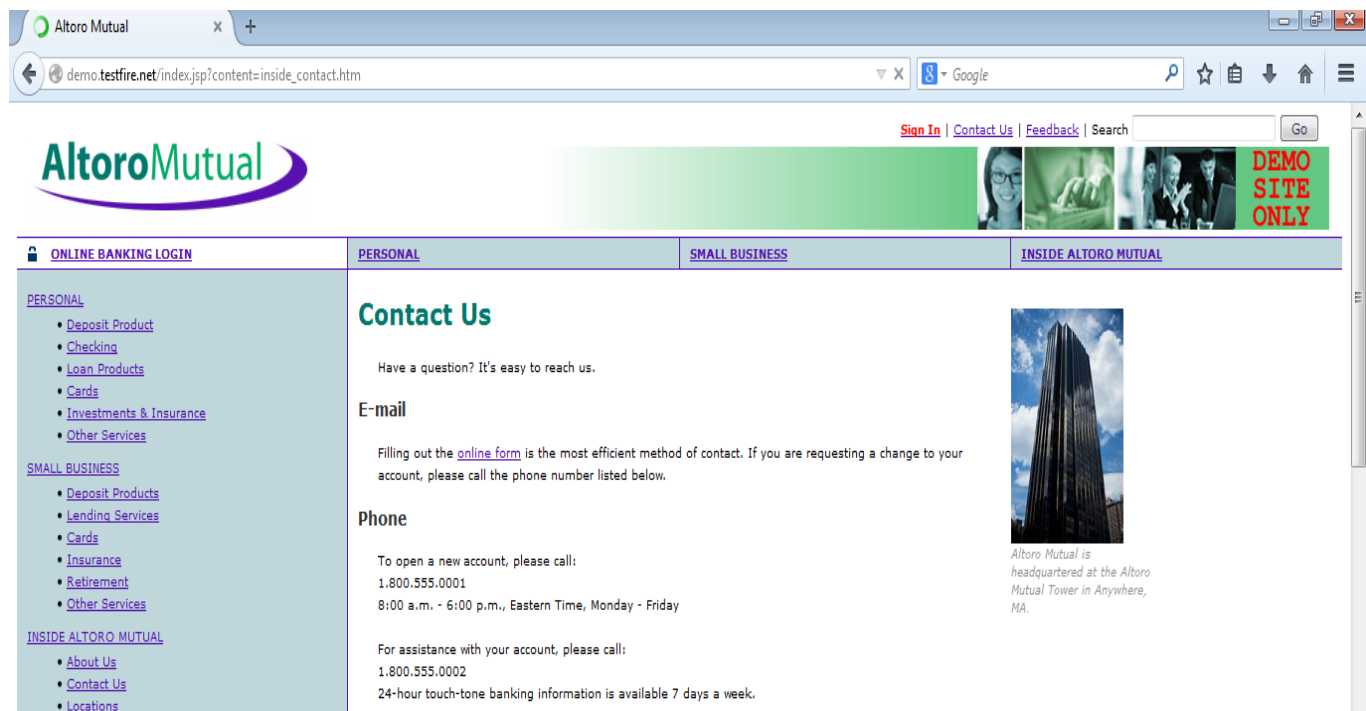 Altoro Mutual
demo.testfire.net/index.jsp?content=inside_contact.htm
Google
Sign In | Contact Us | Feedback | Search
Go
AltoroMutual
DEMO
SITE
ONLY
ONLINE BANKING LOGIN
PERSONAL
SMALL BUSINESS
INSIDE ALTORO MUTUAL
PERSONAL
• Deposit Product
• Checking
• Loan Products
• Cards
• Investments & Insurance
• Other Services
SMALL BUSINESS
• Deposit Products
• Lending Services
• Cards
• Insurance
• Retirement
• Other Services
INSIDE ALTORO MUTUAL
• About Us
• Contact Us
• Locations
Contact Us
Have a question? It's easy to reach us.
E-mail
Filling out the online form is the most efficient method of contact. If you are requesting a change to your
account, please call the phone number listed below.
Phone
To open a new account, please call:
1.800.555.0001
8:00 a.m. - 6:00 p.m., Eastern Time, Monday - Friday
For assistance with your account, please call:
1.800.555.0002
24-hour touch-tone banking information is available 7 days a week.
Altoro Mutual is
headquartered at the Altoro
Mutual Tower in Anywhere,
MA.